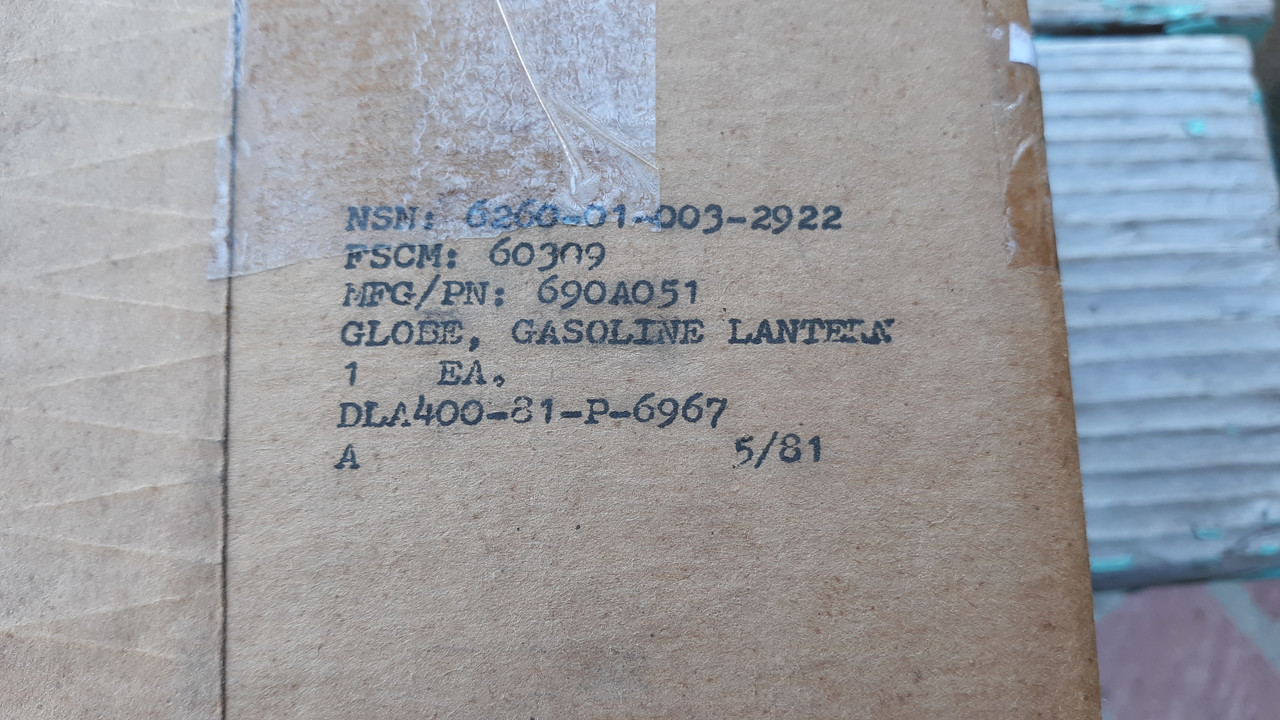 NSN: 6260-01-003-2922
FSCM: 60309
MFG/PN: 690A051
GLOBE, GASOLINE LANTERN
1 EA.
DLA400-81-P-6967
A 5/81